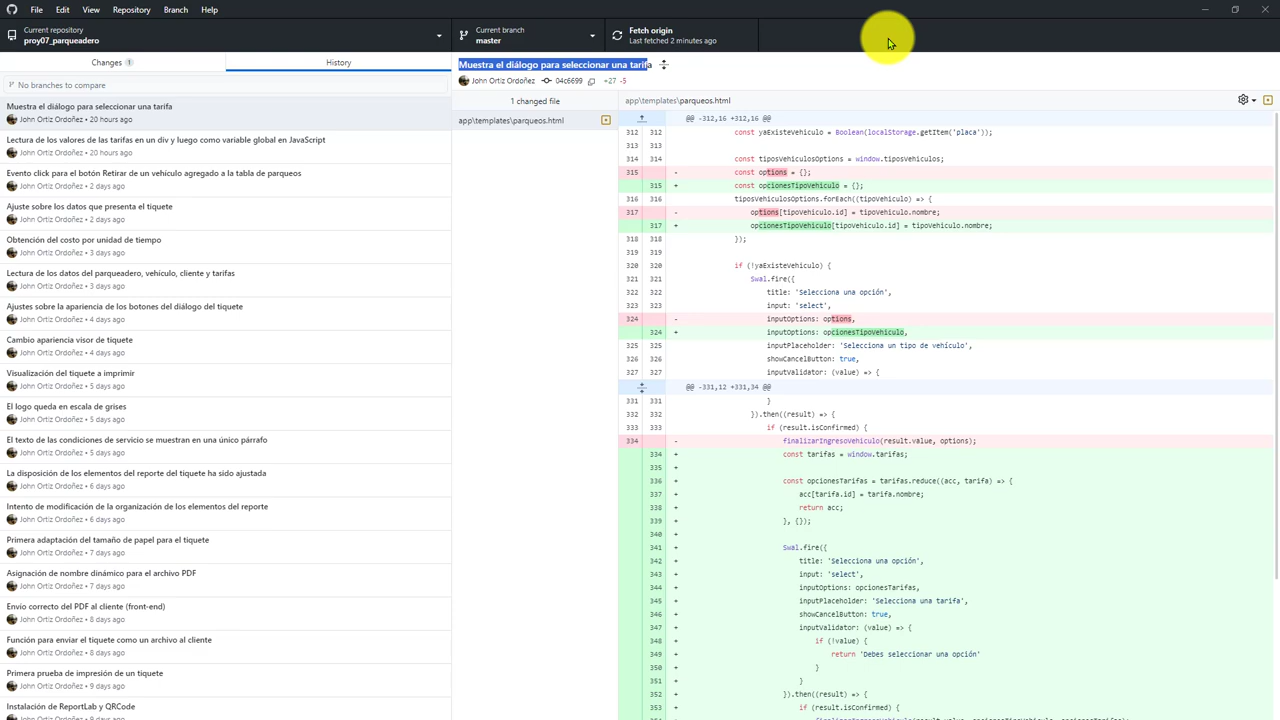 File Edit View Repository Branch Help
Current repository
proy07_parqueadero
Current branch
master
Fetch origin
Last fetched 2 minutes ago
Changes 1
History
No branches to compare
Muestra el diálogo para seleccionar una tarifa
John Ortiz Ordoñez • 20 hours ago
Lectura de los valores de las tarifas en un div y luego como variable global en JavaScript
John Ortiz Ordoñez • 20 hours ago
Evento click para el botón Retirar de un vehículo agregado a la tabla de parqueos
John Ortiz Ordoñez • 2 days ago
Ajuste sobre los datos que presenta el tiquete
John Ortiz Ordoñez • 2 days ago
Obtención del costo por unidad de tiempo
John Ortiz Ordoñez • 3 days ago
Lectura de los datos del parqueadero, vehículo, cliente y tarifas
John Ortiz Ordoñez • 3 days ago
Ajustes sobre la apariencia de los botones del diálogo del tiquete
John Ortiz Ordoñez • 4 days ago
Cambio apariencia visor de tiquete
John Ortiz Ordoñez • 4 days ago
Visualización del tiquete a imprimir
John Ortiz Ordoñez • 5 days ago
El logo queda en escala de grises
John Ortiz Ordoñez • 5 days ago
El texto de las condiciones de servicio se muestran en una único párrafo
John Ortiz Ordoñez • 5 days ago
La disposición de los elementos del reporte del tiquete ha sido ajustada
John Ortiz Ordoñez • 6 days ago
Intento de modificación de la organización de los elementos del reporte
John Ortiz Ordoñez • 6 days ago
Primera adaptación del tamaño de papel para el tiquete
John Ortiz Ordoñez • 7 days ago
Asignación de nombre dinámico para el archivo PDF
John Ortiz Ordoñez • 7 days ago
Envío correcto del PDF al cliente (front-end)
John Ortiz Ordoñez • 8 days ago
Función para enviar el tiquete como un archivo al cliente
John Ortiz Ordoñez • 8 days ago
Primera prueba de impresión de un tiquete
John Ortiz Ordoñez • 9 days ago
Instalación de ReportLab y QRCode
Muestra el diálogo para seleccionar una tarifa
John Ortiz Ordoñez 04c6699 +27 -5
1 changed file
app\templates\parqueos.html
app\templates\parqueos.html
@@ -312,16 +312,16 @@
312 312 const yaExisteVehiculo = Boolean(localStorage.getItem('placa'));
313 313
314 314 const tiposVehiculosOptions = window.tiposVehiculos;
315 - const options = {};
315 + const opcionesTipoVehiculo = {};
316 316 tiposVehiculosOptions.forEach((tipoVehiculo) => {
317 - options[tipoVehiculo.id] = tipoVehiculo.nombre;
317 + opcionesTipoVehiculo[tipoVehiculo.id] = tipoVehiculo.nombre;
318 318 });
319 319
320 320 if (!yaExisteVehiculo) {
321 321 Swal.fire({
322 322 title: 'Selecciona una opción',
323 323 input: 'select',
324 - inputOptions: options,
324 + inputOptions: opcionesTipoVehiculo,
325 325 inputPlaceholder: 'Selecciona un tipo de vehículo',
326 326 showCancelButton: true,
327 327 inputValidator: (value) => {
@@ -331,12 +331,34 @@
331 331 }
332 332 }).then((result) => {
333 333 if (result.isConfirmed) {
334 - finalizarIngresoVehiculo(result.value, options);
334 + const tarifas = window.tarifas;
335 +
336 + const opcionesTarifas = tarifas.reduce((acc, tarifa) => {
337 + acc[tarifa.id] = tarifa.nombre;
338 + return acc;
339 + }, {});
340 +
341 + Swal.fire({
342 + title: 'Selecciona una opción',
343 + input: 'select',
344 + inputOptions: opcionesTarifas,
345 + inputPlaceholder: 'Selecciona una tarifa',
346 + showCancelButton: true,
347 + inputValidator: (value) => {
348 + if (!value) {
349 + return 'Debes seleccionar una opción'
350 + }
351 + }
352 + }).then((result) => {
353 + if (result.isConfirmed) {